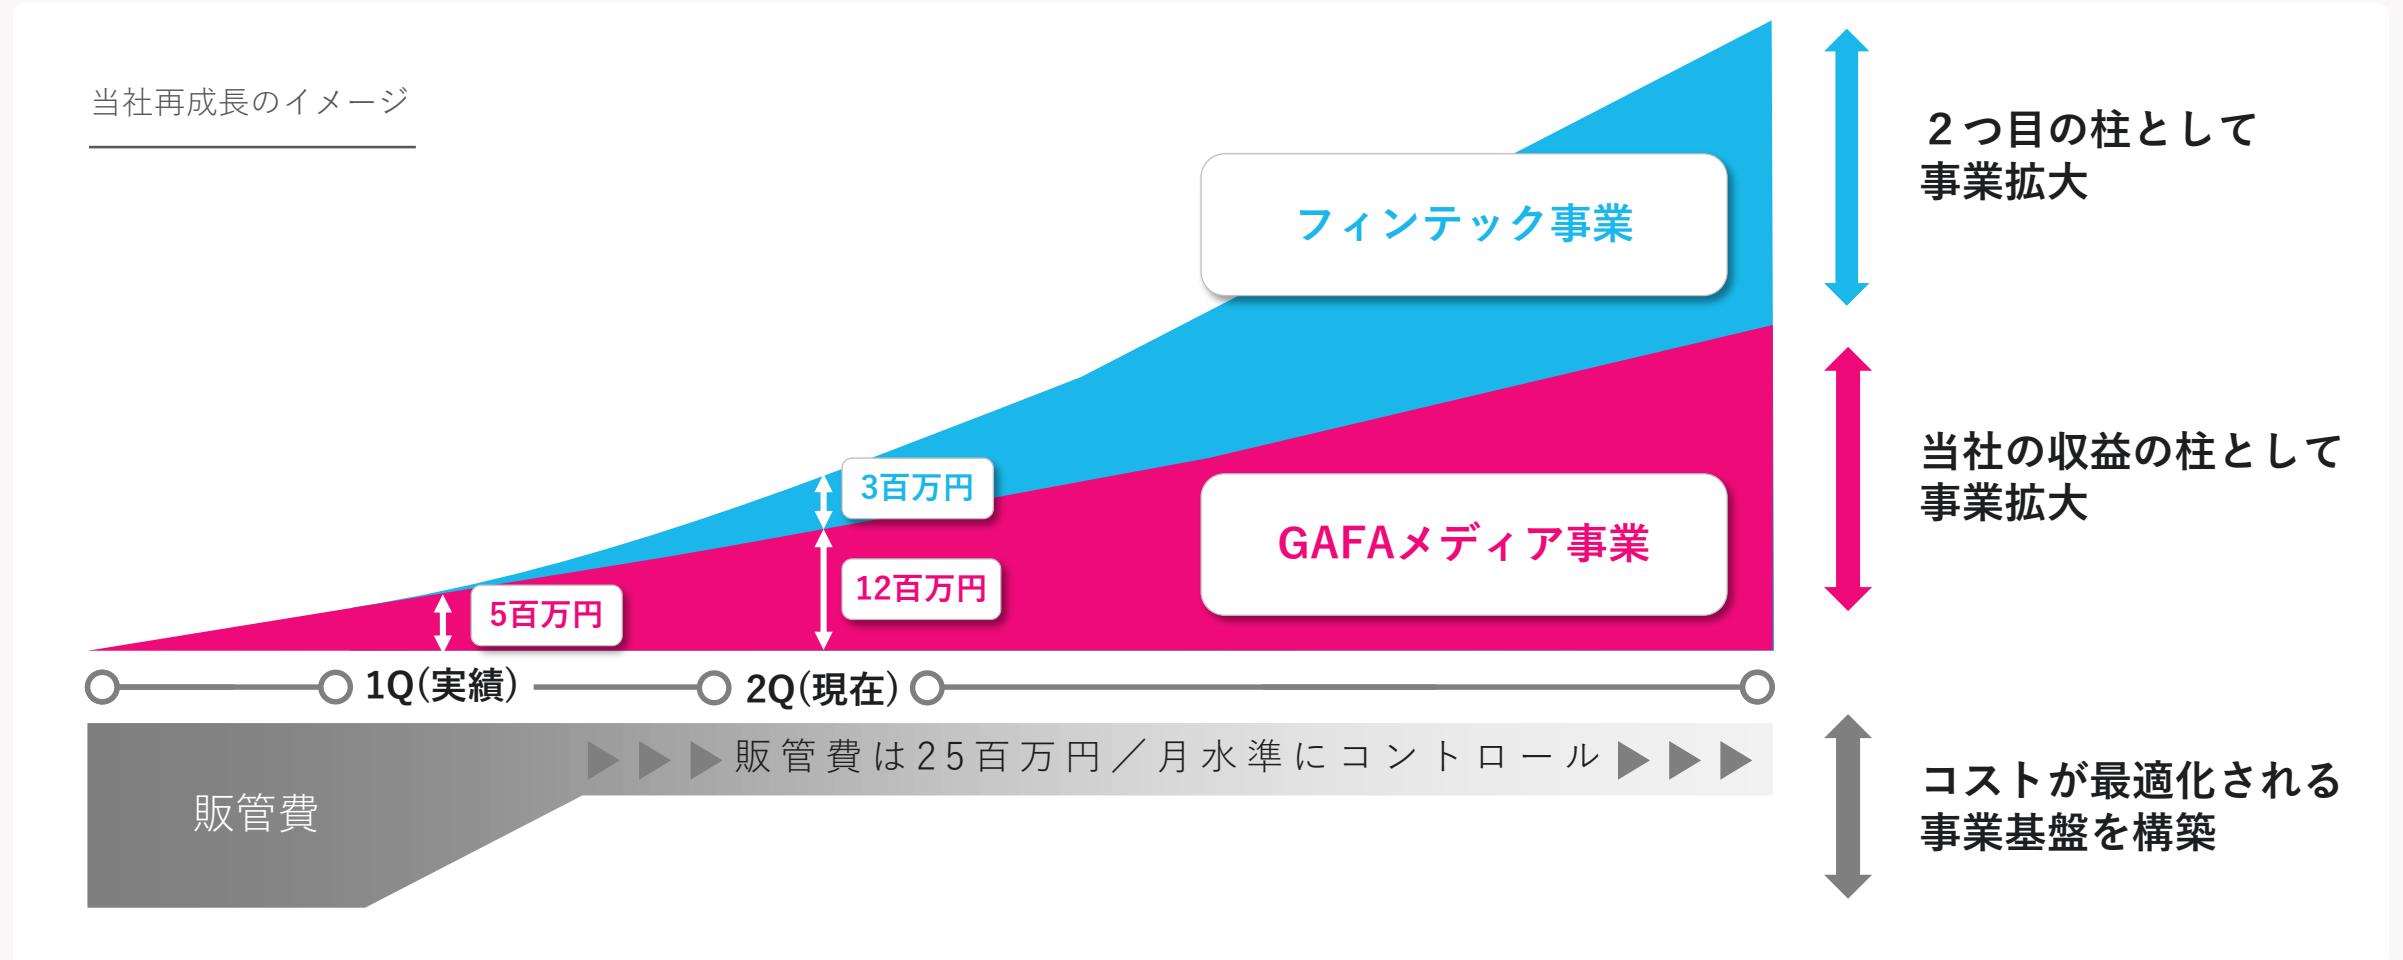 当社再成長のイメージ
2つ目の柱として
事業拡大
フィンテック事業
3百万円
当社の収益の柱として
事業拡大
GAFAメディア事業
12百万円
5百万円
1Q(実績)
2Q(現在)
販管費は25百万円／月水準にコントロール
販管費
コストが最適化される
事業基盤を構築